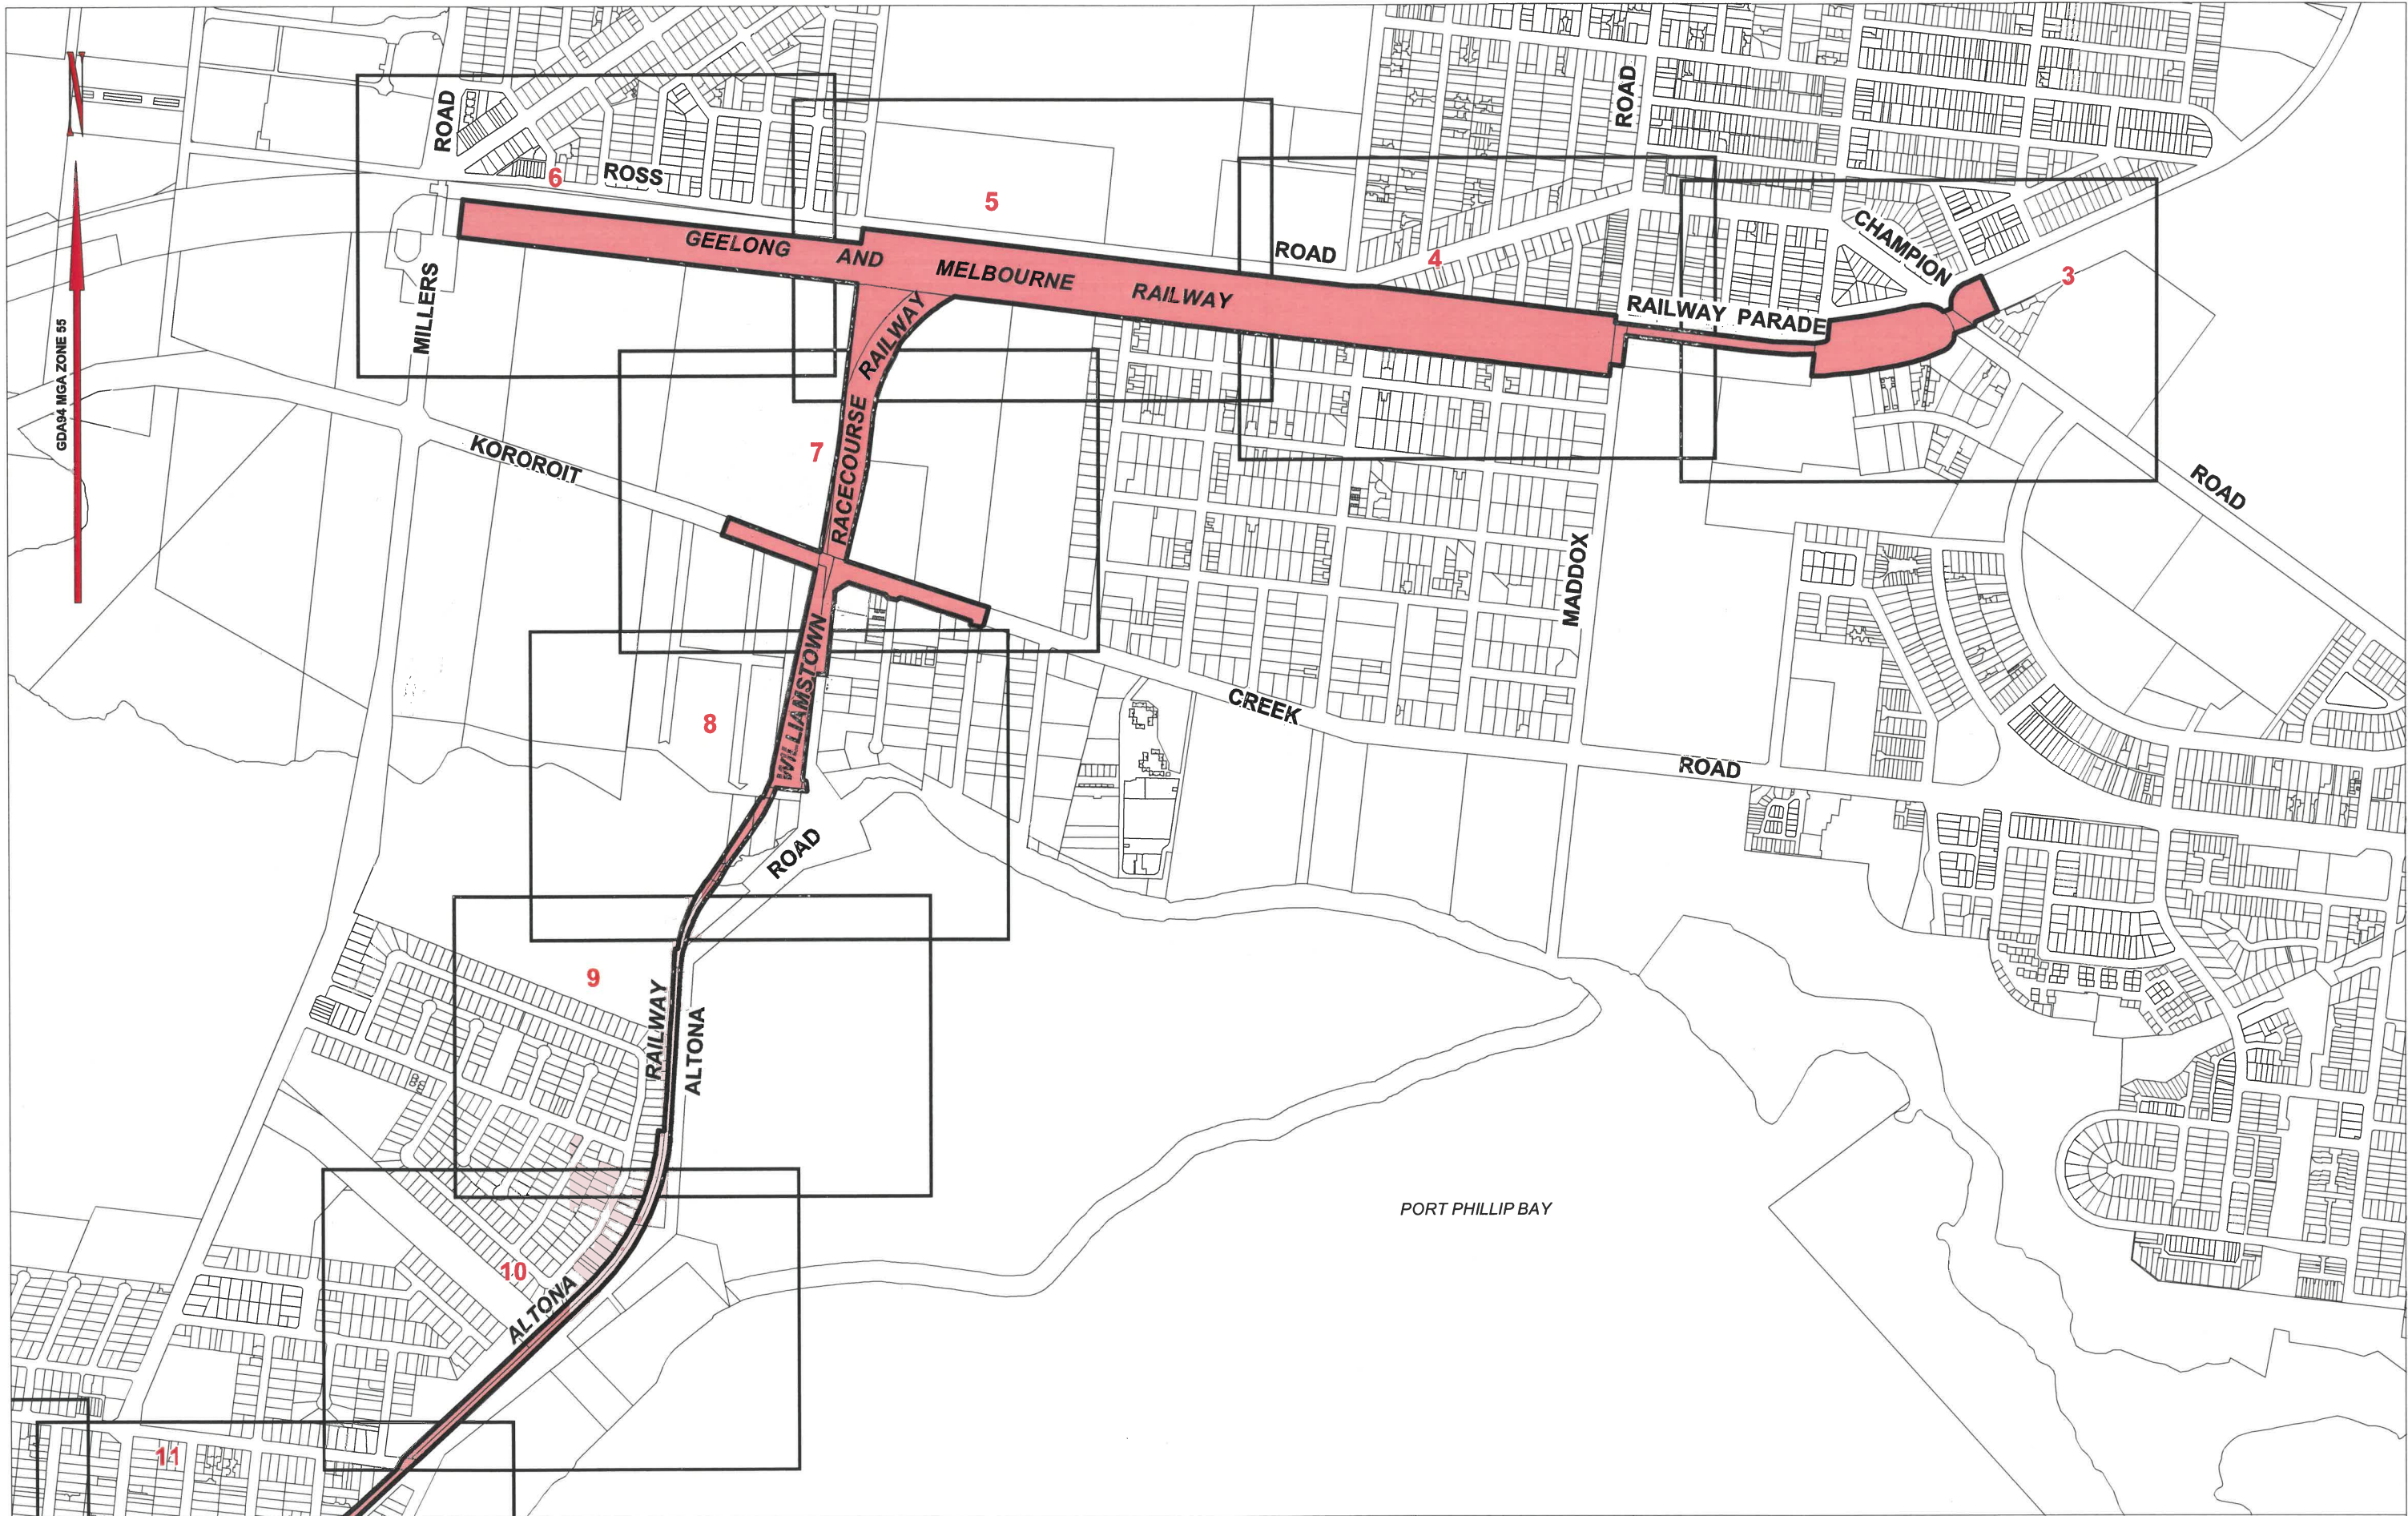 N
GDA94 MGA ZONE 55
ROAD
MILLERS
6
ROSS
5
ROAD
4
ROAD
CHAMPION
3
GEELONG AND MELBOURNE RAILWAY
RAILWAY PARADE
ROAD
KOROROIT
7
WILLIAMSTOWN RACECOURSE RAILWAY
MADDOX
CREEK
ROAD
8
ROAD
9
RAILWAY
ALTONA
10
ALTONA
PORT PHILLIP BAY
11